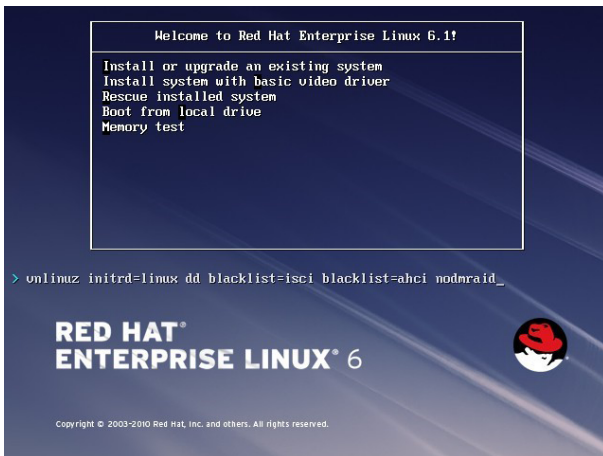 Welcome to Red Hat Enterprise Linux 6.1!
Install or upgrade an existing system
Install system with basic video driver
Rescue installed system
Boot from local drive
Memory test
> vmlinuz initrd=linux dd blacklist=isci blacklist=ahci nodmraid_
RED HAT®
ENTERPRISE LINUX® 6
Copyright © 2003-2010 Red Hat, Inc. and others. All rights reserved.